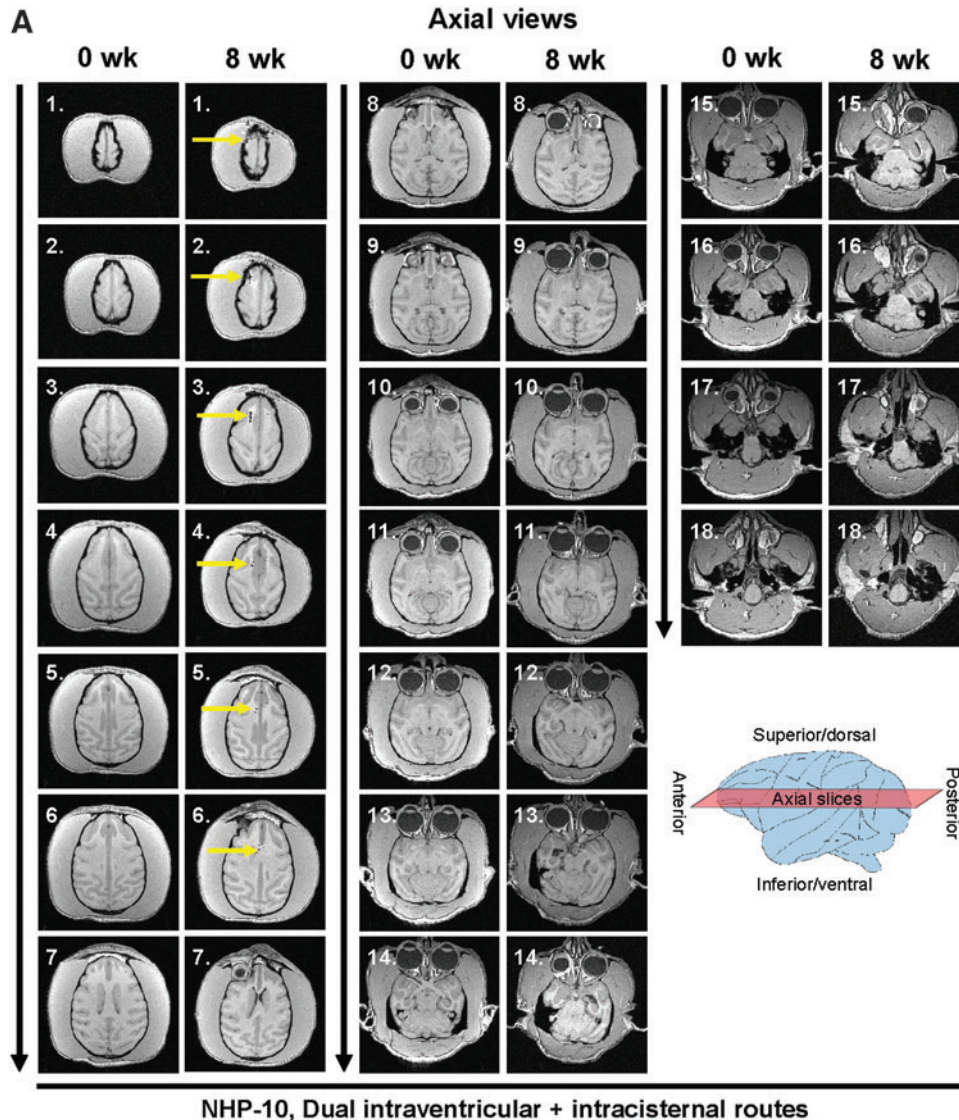 A
Axial views
0 wk 8 wk 0 wk 8 wk 0 wk 8 wk
1. 1. 8 8. 15. 15.
2. 2. 9. 9. 16. 16.
3. 3. 10. 10. 17. 17.
4 4. 11. 11. 18. 18.
5. 5. 12. 12.
6 6. 13. 13.
7 7. 14. 14.
Superior/dorsal
Anterior
Axial slices
Posterior
Inferior/ventral
NHP-10, Dual intraventricular + intracisternal routes